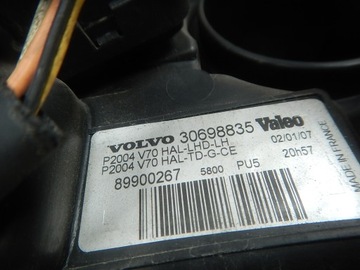 VOLVO 30698835 Valeo
P2004 V70 HAL-LHD-LH 02/01/07
P2004 V70 HAL-TD-G-CE 20h57
89900267 5800 PU5
MADE IN FRANCE